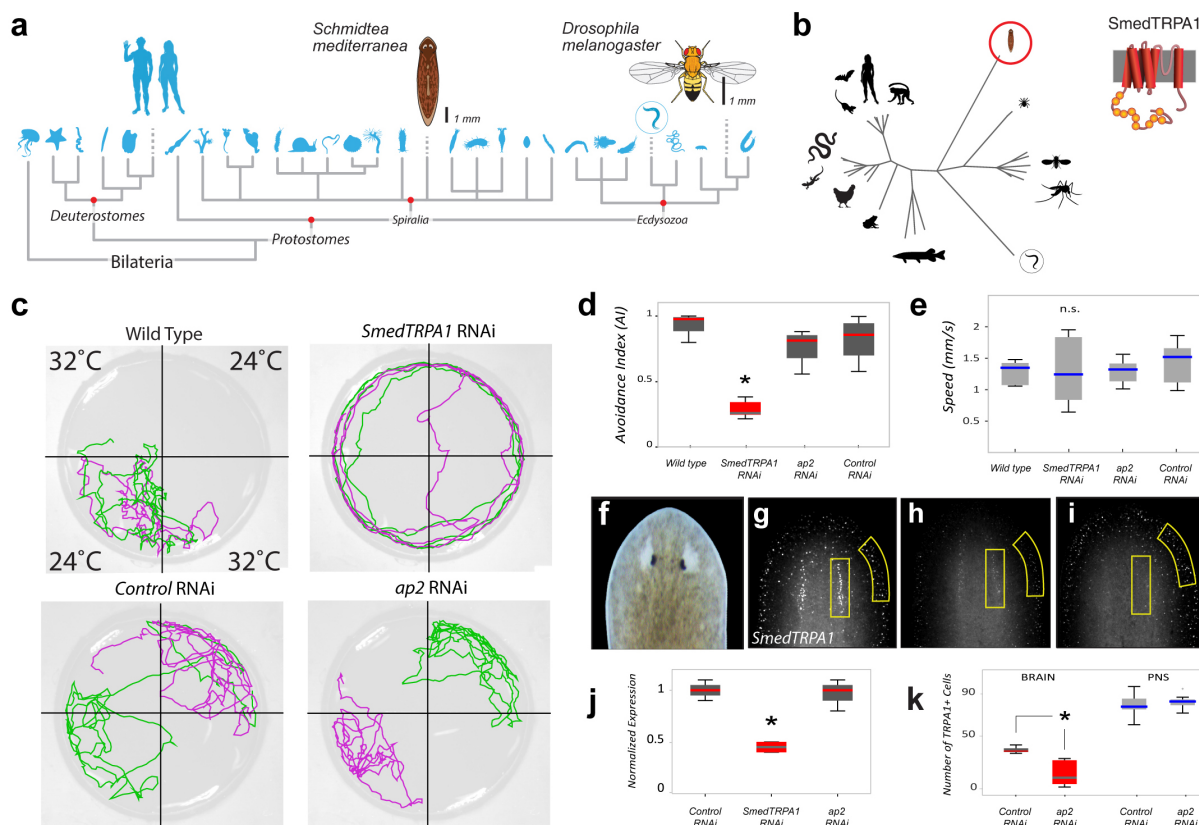 a
Schmidtea
mediterranea
Drosophila
melanogaster
1 mm
1 mm
Deuterostomes
Spiralia
Ecdysozoa
Protostomes
Bilateria
b
SmedTRPA1
c
Wild Type
SmedTRPA1 RNAi
32˚C
24˚C
24˚C
32˚C
Control RNAi
ap2 RNAi
d
Avoidance Index (AI)
1
0.5
0
*
Wild type
SmedTRPA1
RNAi
ap2
RNAi
Control
RNAi
e
Speed (mm/s)
n.s.
2
1.5
1
0.5
Wild type
SmedTRPA1
RNAi
ap2
RNAi
Control
RNAi
f
g
SmedTRPA1
h
i
j
Normalized Expression
1
0.5
0
*
Control
RNAi
SmedTRPA1
RNAi
ap2
RNAi
k
Number of TRPA1+ Cells
BRAIN
PNS
90
50
0
*
Control
RNAi
ap2
RNAi
Control
RNAi
ap2
RNAi